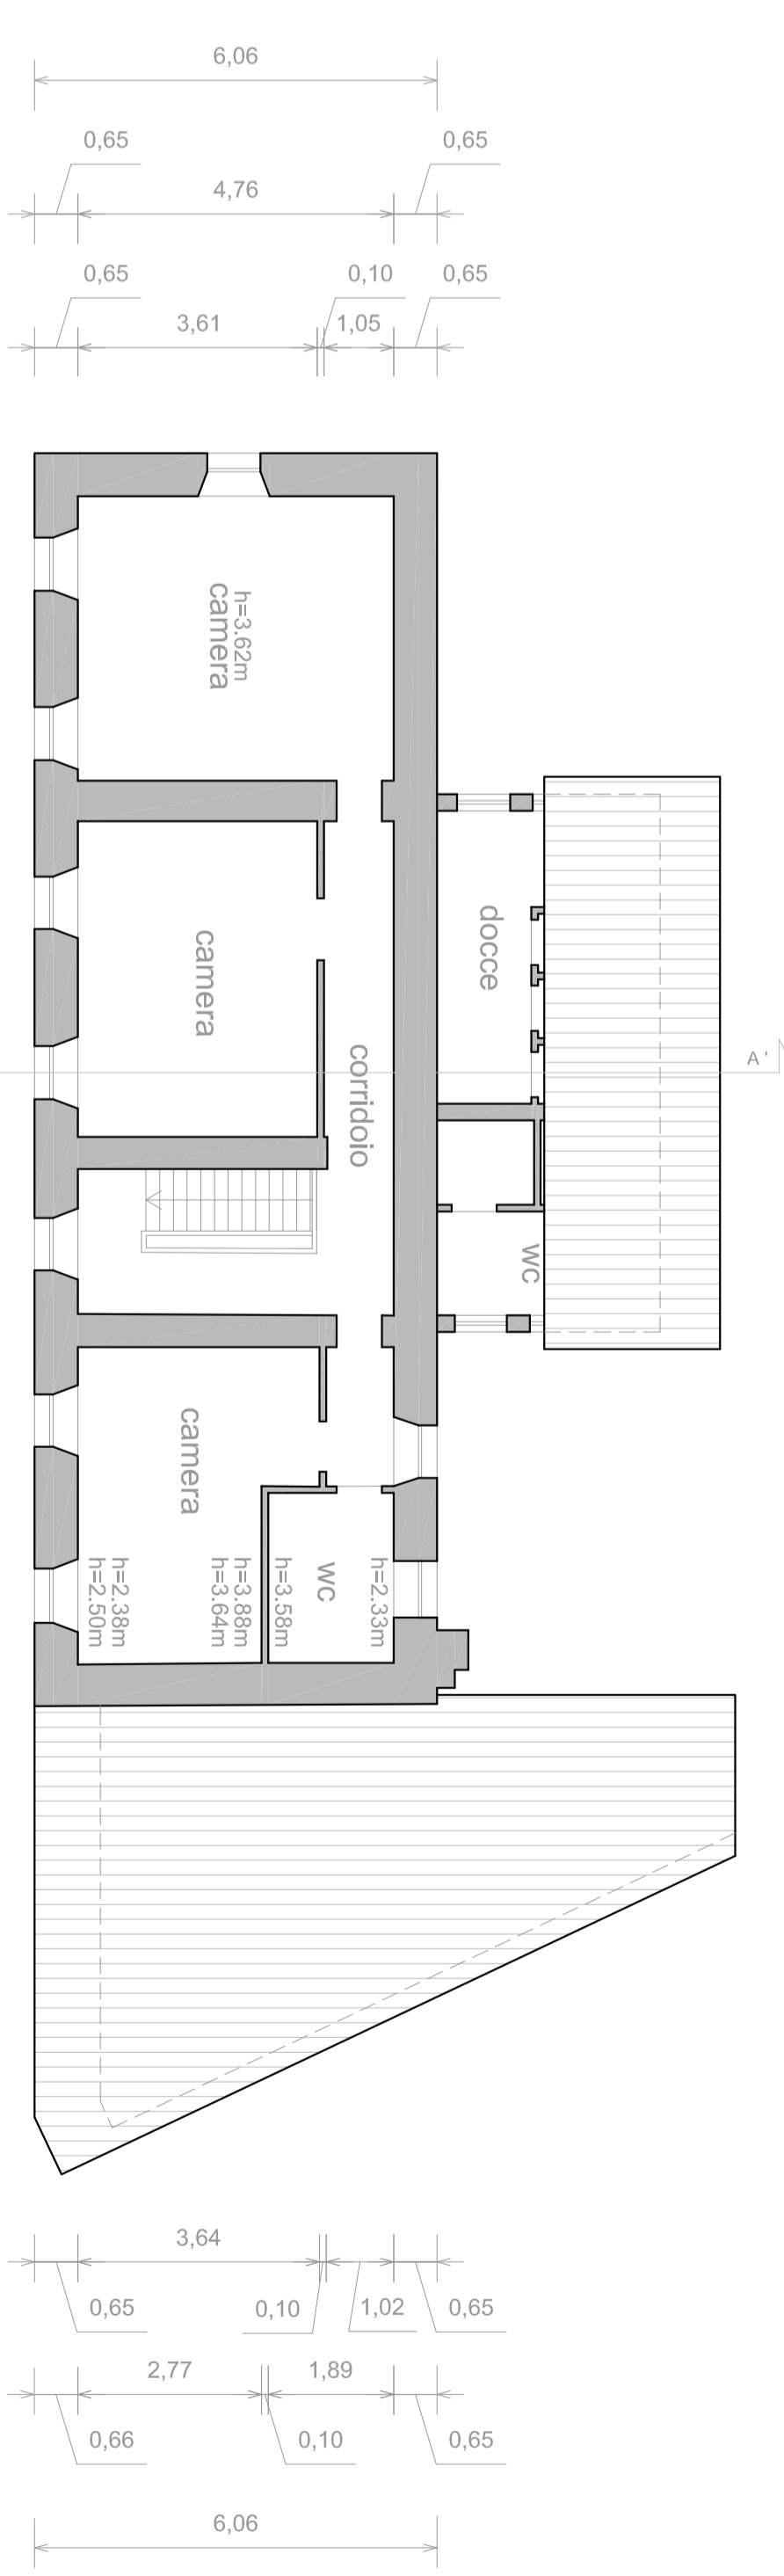 6,06
0,65
0,65
4,76
0,65
0,10
0,65
3,61
1,05
h=3.62m
camera
docce
camera
corridoio
A '
wc
camera
h=2.38m
h=2.50m
h=3.88m
h=3.64m
h=3.58m
wc
h=2.33m
3,64
0,65
0,10
1,02
0,65
2,77
1,89
0,66
0,10
0,65
6,06